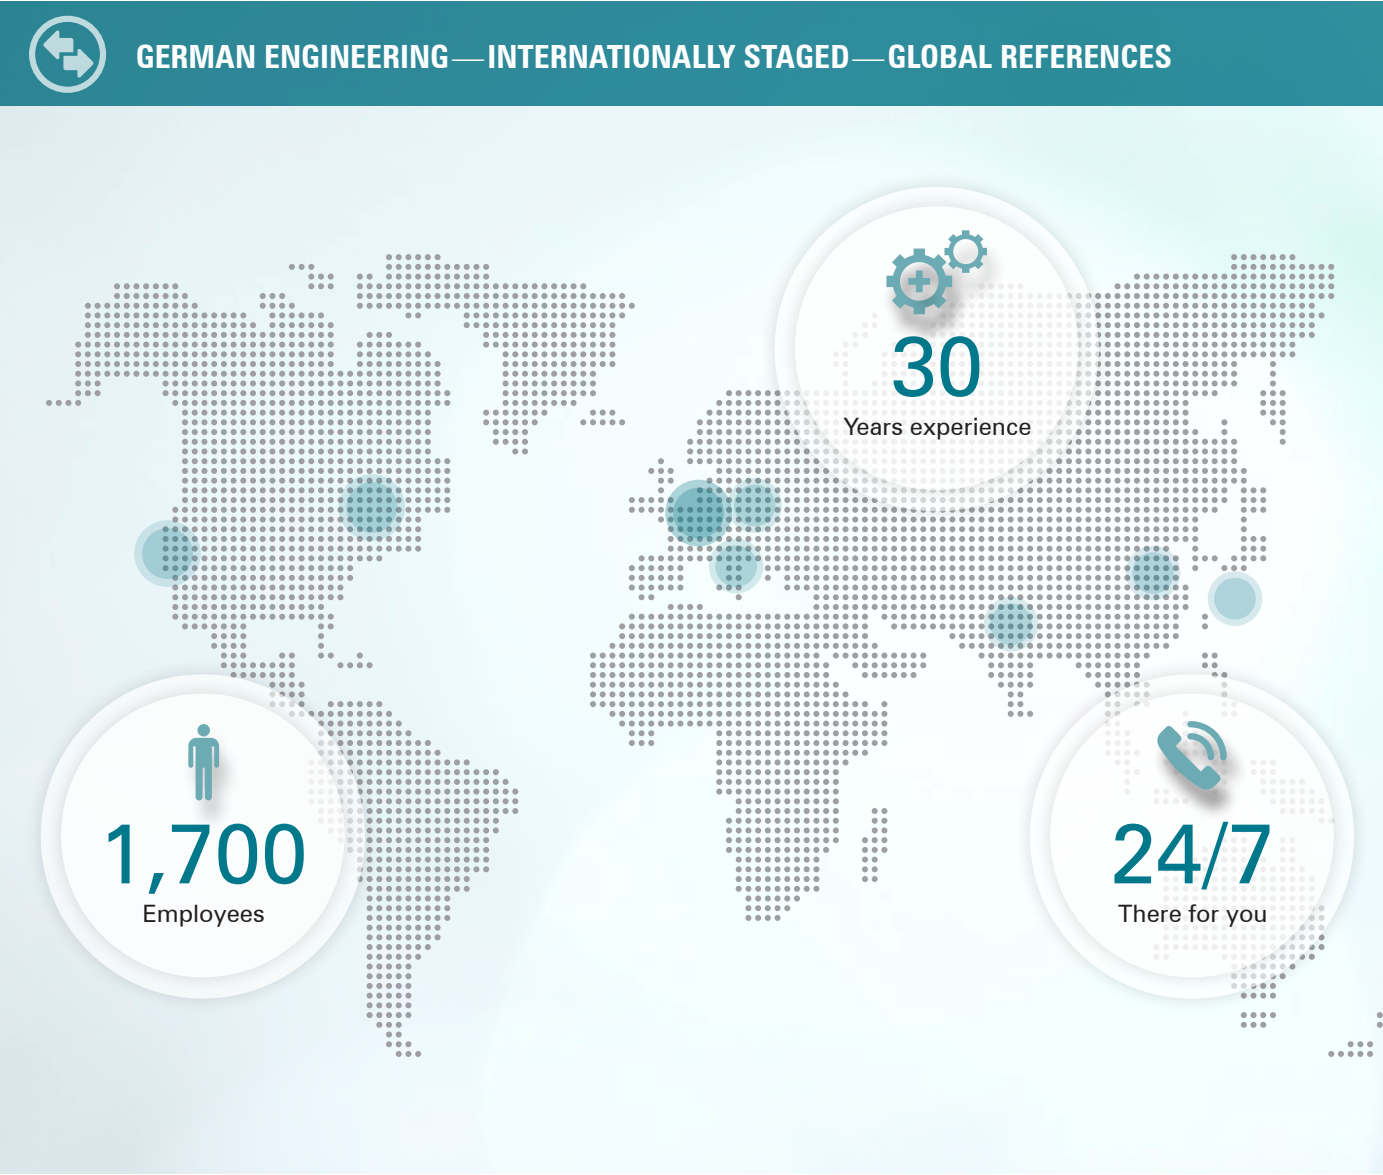 GERMAN ENGINEERING—INTERNATIONALLY STAGED—GLOBAL REFERENCES
30
Years experience
1,700
Employees
24/7
There for you